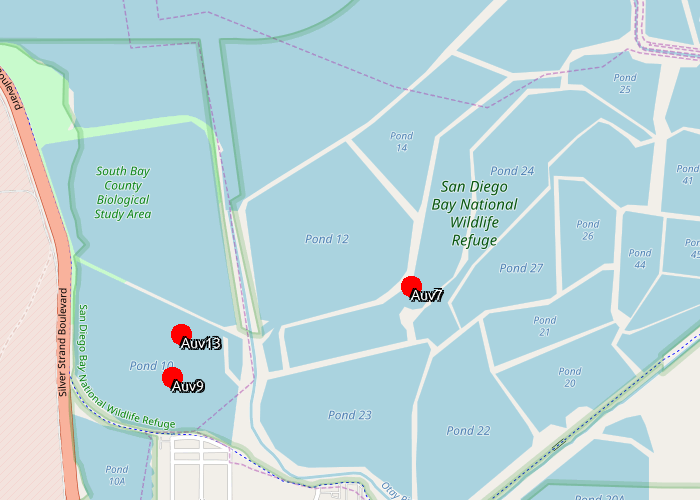 Boulevard
Pond
25
Pond
14
South Bay
County
Biological
Study Area
San Diego
Bay National
Wildlife
Refuge
Pond 24
Pond
41
Pond 12
Pond
26
Pond
44
Pond 27
Auv7
Silver Strand Boulevard
San Diego Bay National Wildlife Refuge
Auv13
Pond
21
Pond 10
Auv9
Pond
20
Pond 23
Pond 22
Pond
10A
Otay
Pond 20A